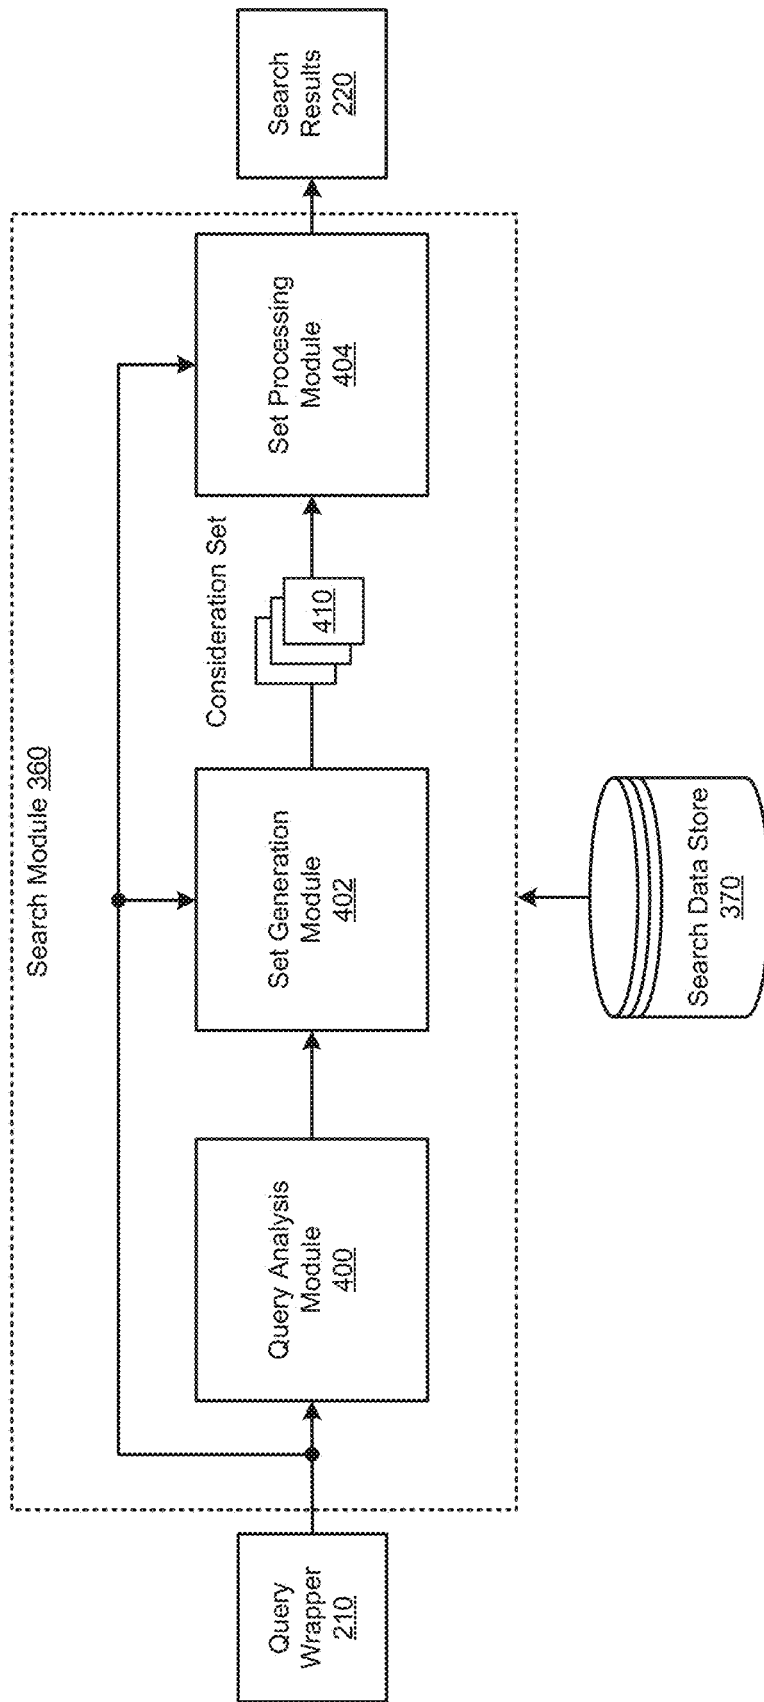 Search Module 360
Query
Wrapper
210
Query Analysis
Module
400
Set Generation
Module
402
Consideration Set
410
Set Processing
Module
404
Search
Results
220
Search Data Store
370